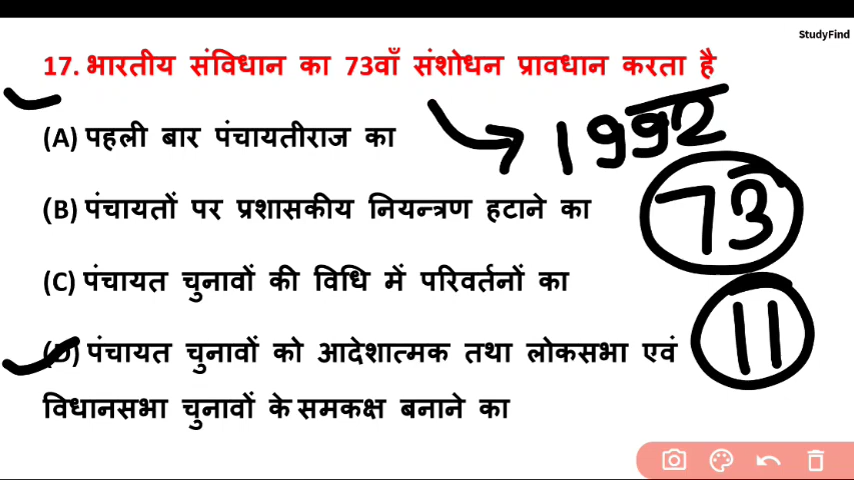 StudyFind
17. भारतीय संविधान का 73वाँ संशोधन प्रावधान करता है
(A) पहली बार पंचायतीराज का
1992
(B) पंचायतों पर प्रशासकीय नियन्त्रण हटाने का
73
(C) पंचायत चुनावों की विधि में परिवर्तनों का
11
(D) पंचायत चुनावों को आदेशात्मक तथा लोकसभा एवं
विधानसभा चुनावों के समकक्ष बनाने का